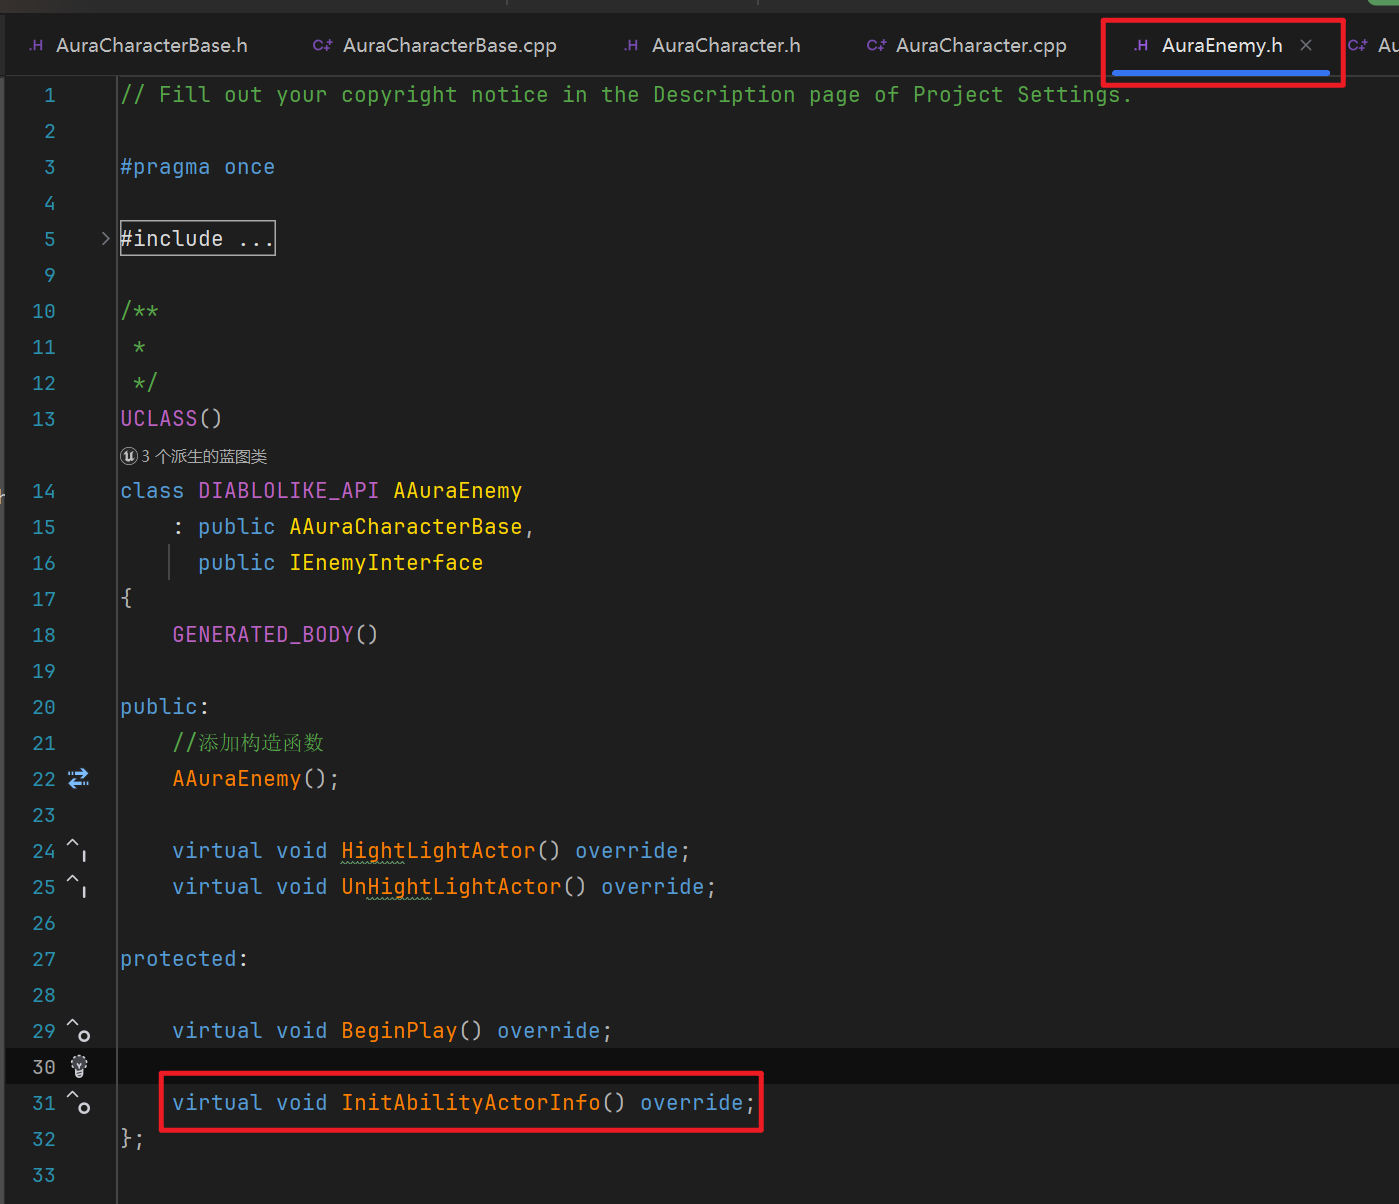 .H AuraCharacterBase.h C++ AuraCharacterBase.cpp .H AuraCharacter.h C++ AuraCharacter.cpp .H AuraEnemy.h × C++ Au
1 // Fill out your copyright notice in the Description page of Project Settings.
2
3 #pragma once
4
5 #include ...
9
10 /**
11 *
12 */
13 UCLASS()
3 个派生的蓝图类
14 class DIABLOLIKE_API AAuraEnemy
15 : public AAuraCharacterBase,
16 public IEnemyInterface
17 {
18 GENERATED_BODY()
19
20 public:
21 //添加构造函数
22 AAuraEnemy();
23
24 virtual void HightLightActor() override;
25 virtual void UnHightLightActor() override;
26
27 protected:
28
29 virtual void BeginPlay() override;
30
31 virtual void InitAbilityActorInfo() override;
32 };
33